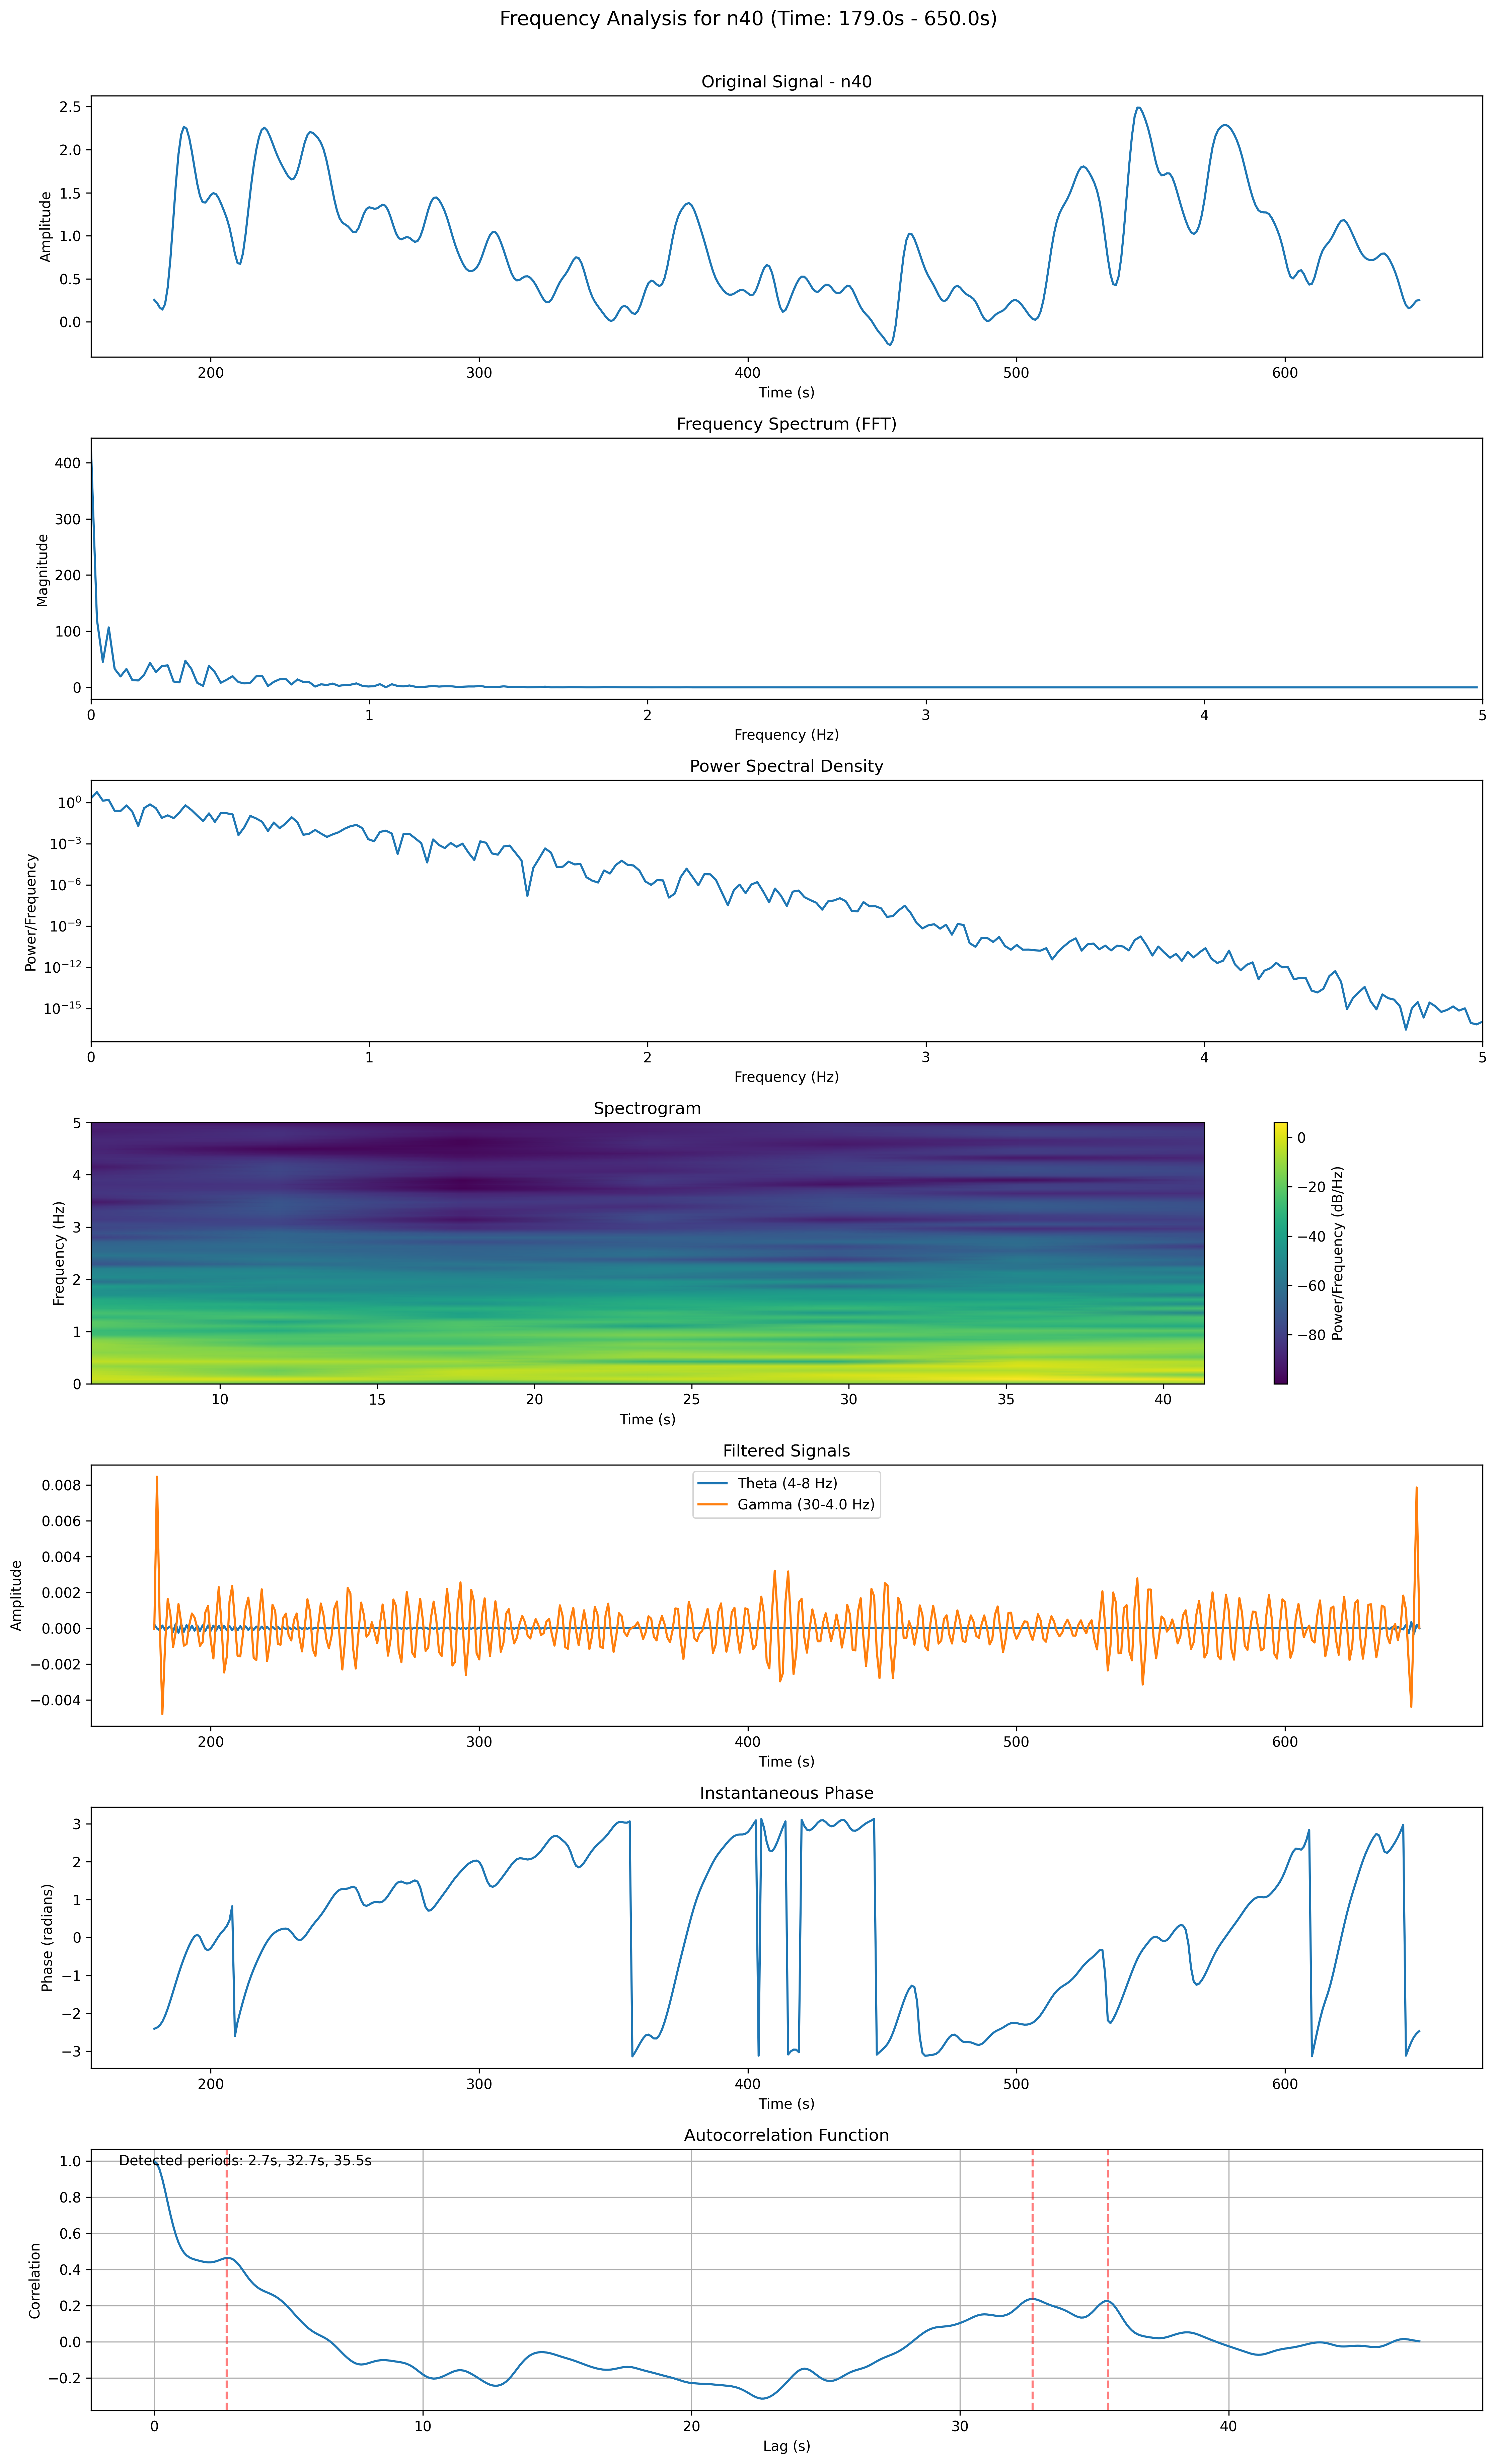 Frequency Analysis for n40 (Time: 179.0s - 650.0s)
Original Signal - n40
2.5
2.0
1.5
1.0
0.5
0.0
Amplitude
200 300 400 500 600
Time (s)
Frequency Spectrum (FFT)
400
300
200
100
0
Magnitude
0 1 2 3 4 5
Frequency (Hz)
Power Spectral Density
10⁰
10⁻³
10⁻⁶
10⁻⁹
10⁻¹²
10⁻¹⁵
Power/Frequency
0 1 2 3 4 5
Frequency (Hz)
Spectrogram
5
4
3
2
1
0
Frequency (Hz)
10 15 20 25 30 35 40
Time (s)
0
−20
−40
−60
−80
Power/Frequency (dB/Hz)
Filtered Signals
Theta (4-8 Hz)
Gamma (30-4.0 Hz)
0.008
0.006
0.004
0.002
0.000
−0.002
−0.004
Amplitude
200 300 400 500 600
Time (s)
Instantaneous Phase
3
2
1
0
−1
−2
−3
Phase (radians)
200 300 400 500 600
Time (s)
Autocorrelation Function
Detected periods: 2.7s, 32.7s, 35.5s
1.0
0.8
0.6
0.4
0.2
0.0
−0.2
Correlation
0 10 20 30 40
Lag (s)